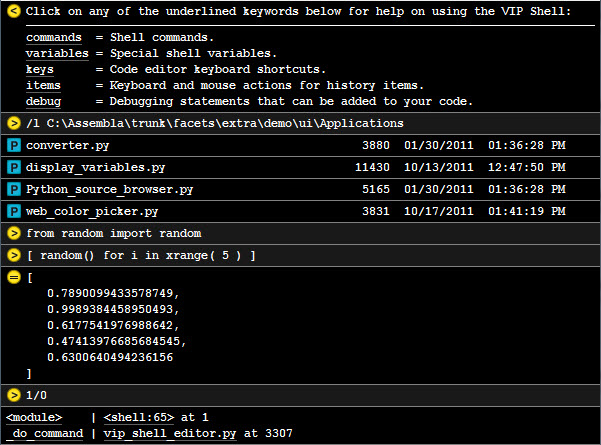 Click on any of the underlined keywords below for help on using the VIP Shell:
commands = Shell commands.
variables = Special shell variables.
keys = Code editor keyboard shortcuts.
items = Keyboard and mouse actions for history items.
debug = Debugging statements that can be added to your code.
/l C:\Assembla\trunk\facets\extra\demo\ui\Applications
converter.py 3880 01/30/2011 01:36:28 PM
display_variables.py 11430 10/13/2011 12:47:50 PM
Python_source_browser.py 5165 01/30/2011 01:36:28 PM
web_color_picker.py 3831 10/17/2011 01:41:19 PM
from random import random
[ random() for i in xrange( 5 ) ]
[
0.7890099433578749,
0.9989384458950493,
0.6177541976988642,
0.47413976685684545,
0.6300640494236156
]
1/0
<module> | <shell:65> at 1
_do_command | vip_shell_editor.py at 3307